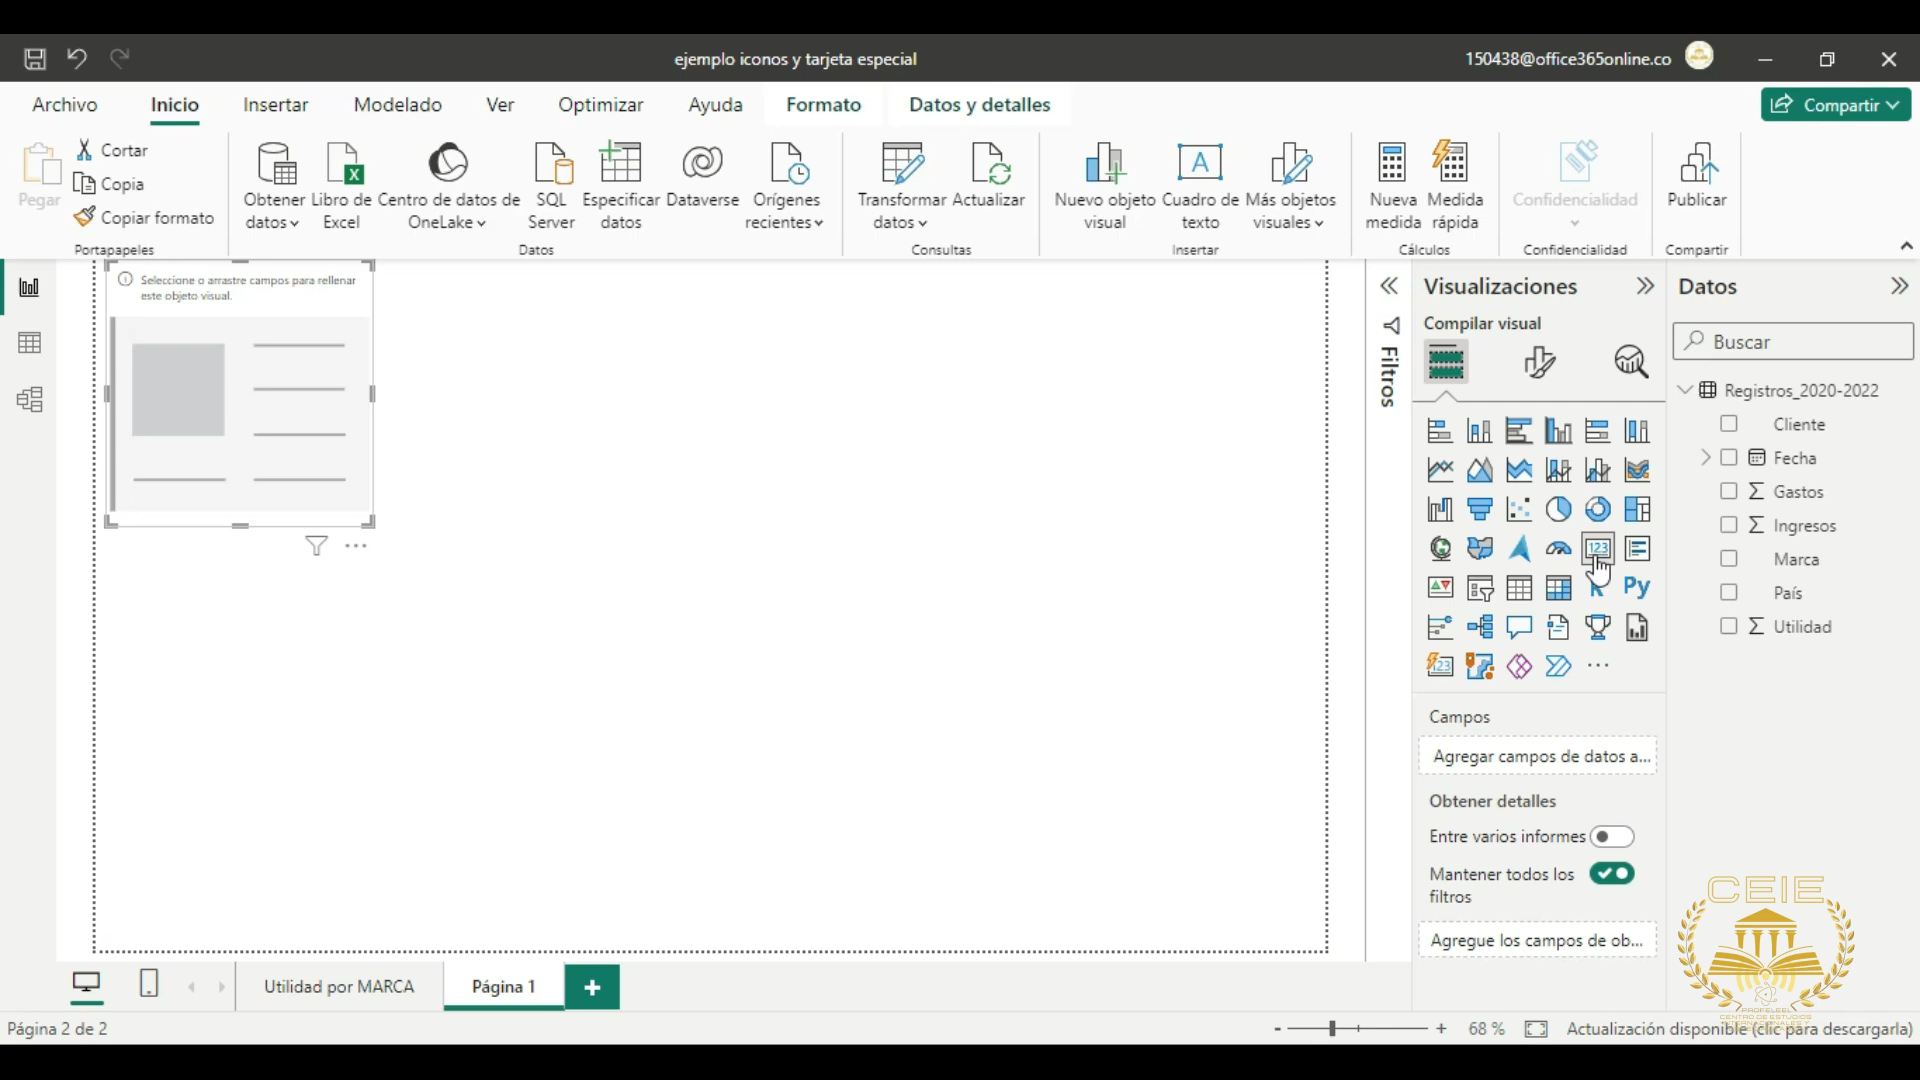 ejemplo iconos y tarjeta especial
150438@office365online.co
Archivo Inicio Insertar Modelado Ver Optimizar Ayuda Formato Datos y detalles
Compartir
Pegar
Cortar
Copia
Copiar formato
Portapapeles
Obtener datos
Libro de Excel
Centro de datos de OneLake
SQL Server
Especificar datos
Dataverse
Orígenes recientes
Datos
Transformar datos
Actualizar
Consultas
Nuevo objeto visual
Cuadro de texto
Más objetos visuales
Insertar
Nueva medida
Medida rápida
Cálculos
Confidencialidad
Confidencialidad
Publicar
Compartir
Seleccione o arrastre campos para rellenar
este objeto visual.
Filtros
Visualizaciones
Compilar visual
123
R
Py
123
Campos
Agregar campos de datos a...
Obtener detalles
Entre varios informes
Mantener todos los
filtros
Agregue los campos de ob...
Datos
Buscar
Registros_2020-2022
Cliente
Fecha
Gastos
Ingresos
Marca
País
Utilidad
CEIE
PROFELEEL
CENTRO DE ESTUDIOS
Utilidad por MARCA
Página 1
Página 2 de 2
68 %
Actualización disponible (clic para descargarla)